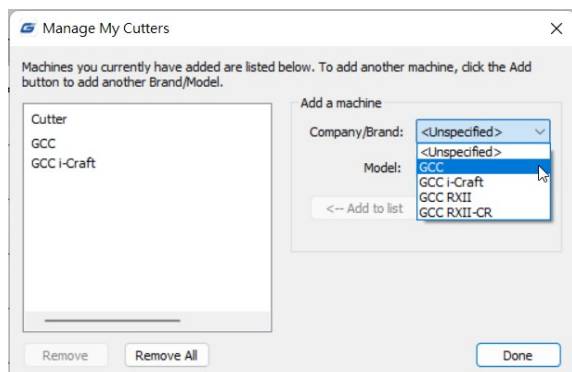 Manage My Cutters
Machines you currently have added are listed below. To add another machine, click the Add
button to add another Brand/Model.
Cutter
GCC
GCC i-Craft
Add a machine
Company/Brand: <Unspecified>
<Unspecified>
Model: GCC
GCC i-Craft
GCC RXII
<-- Add to list GCC RXII-CR
Remove Remove All Done